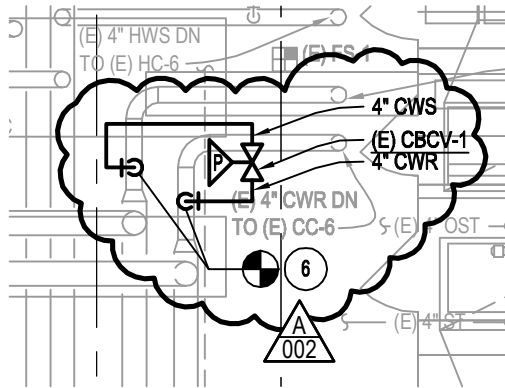 (E) 4" HWS DN
TO (E) HC-6
(E) FS-1
4" CWS
(E) CBCV-1
4" CWR
P
(E) 4" CWR DN
TO (E) CC-6
(E) 4" OST
6
(E) 4" ST
A
002